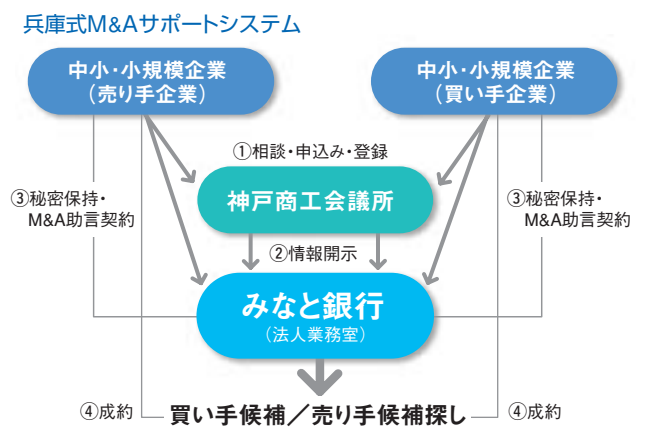 兵庫式M&Aサポートシステム
中小・小規模企業
（売り手企業）
中小・小規模企業
（買い手企業）
①相談・申込み・登録
神戸商工会議所
③秘密保持・
M&A助言契約
③秘密保持・
M&A助言契約
②情報開示
みなと銀行
（法人業務室）
④成約
買い手候補／売り手候補探し
④成約